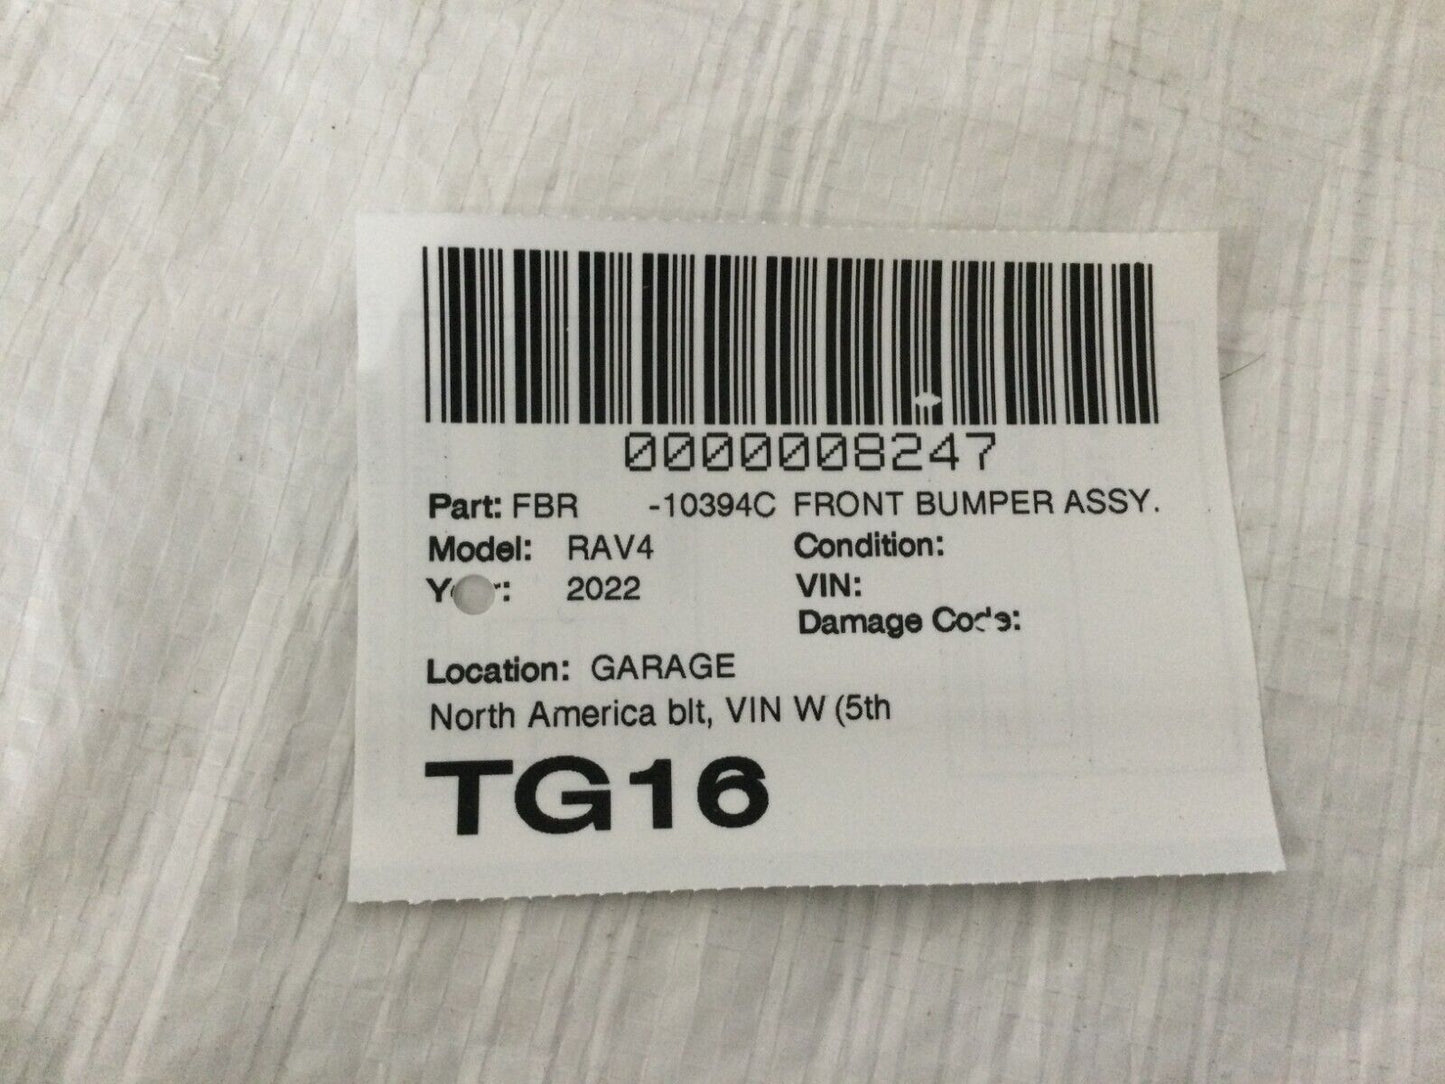 0000008247
Part: FBR -10394C FRONT BUMPER ASSY.
Model: RAV4 Condition:
Year: 2022 VIN:
Damage Code:
Location: GARAGE
North America blt, VIN W (5th
TG16